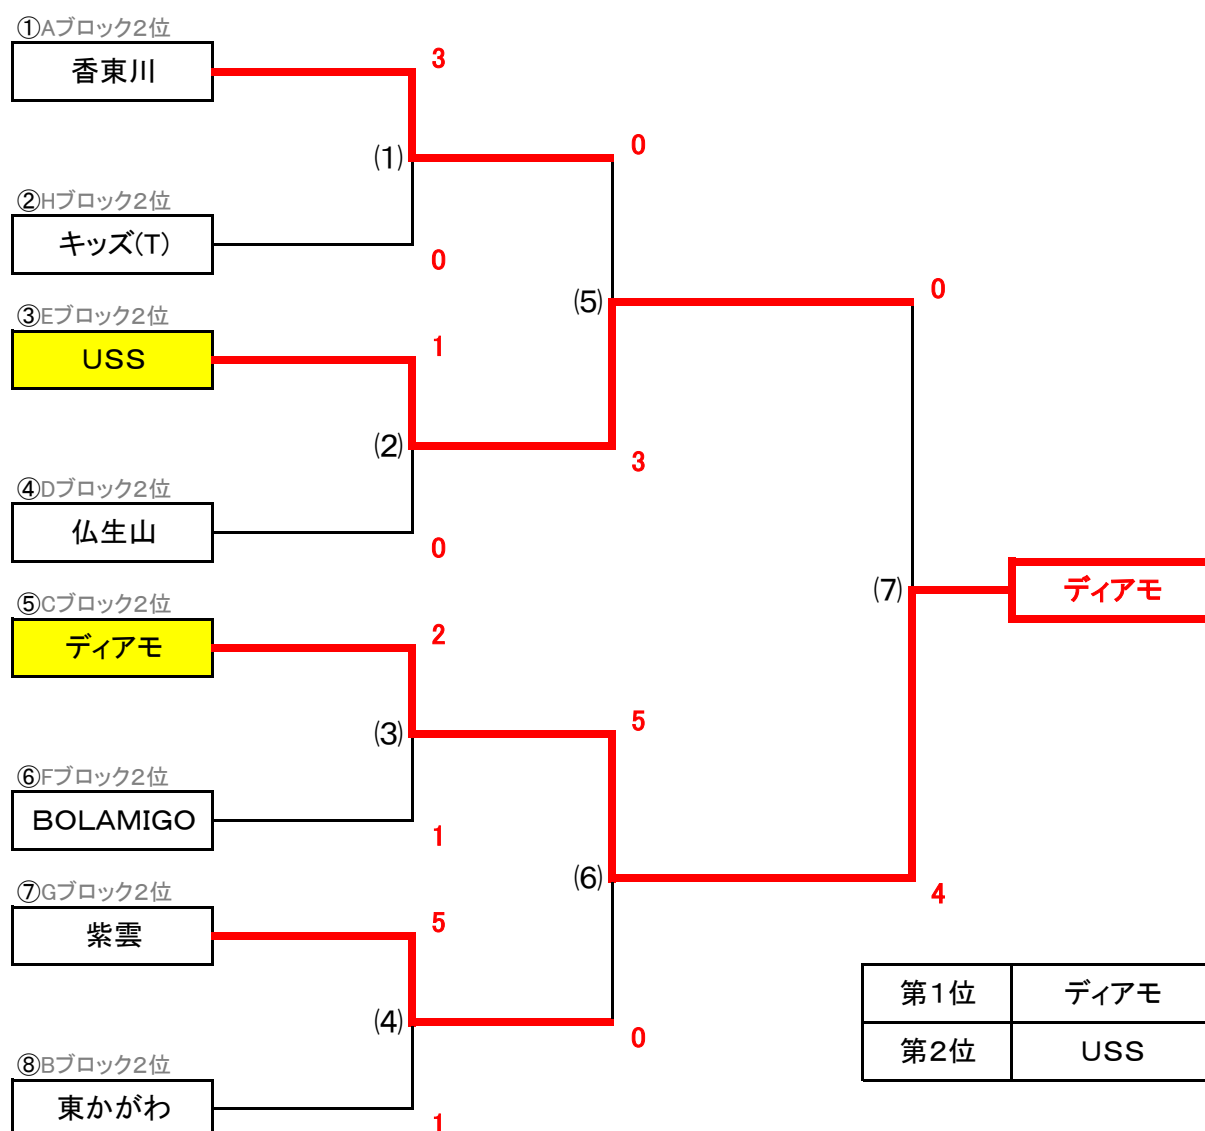 ①Aブロック2位
香東川
3
(1)
0
②Hブロック2位
キッズ(T)
0
③Eブロック2位
USS
1
(5)
0
(2)
3
④Dブロック2位
仏生山
0
⑤Cブロック2位
ディアモ
2
(7)
ディアモ
(3)
5
⑥Fブロック2位
BOLAMIGO
1
(6)
4
⑦Gブロック2位
紫雲
5
(4)
0
⑧Bブロック2位
東かがわ
1
第1位 ディアモ
第2位 USS